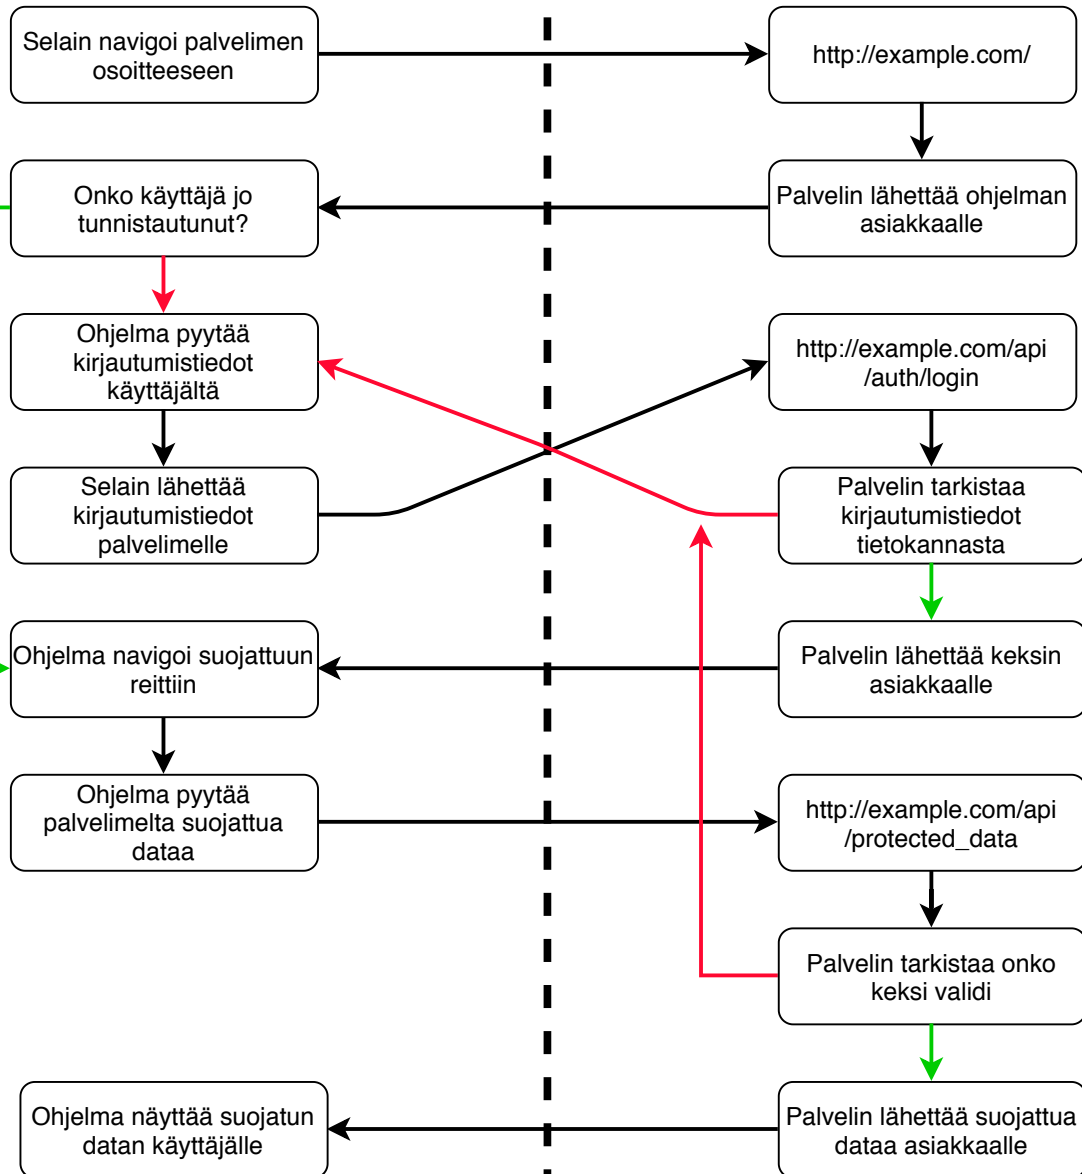 Selain navigoi palvelimen
osoitteeseen
http://example.com/
Onko käyttäjä jo
tunnistautunut?
Palvelin lähettää ohjelman
asiakkaalle
Ohjelma pyytää
kirjautumistiedot
käyttäjältä
http://example.com/api
/auth/login
Selain lähettää
kirjautumistiedot
palvelimelle
Palvelin tarkistaa
kirjautumistiedot
tietokannasta
Ohjelma navigoi suojattuun
reittiin
Palvelin lähettää keksin
asiakkaalle
Ohjelma pyytää
palvelimelta suojattua
dataa
http://example.com/api
/protected_data
Palvelin tarkistaa onko
keksi validi
Ohjelma näyttää suojatun
datan käyttäjälle
Palvelin lähettää suojattua
dataa asiakkaalle